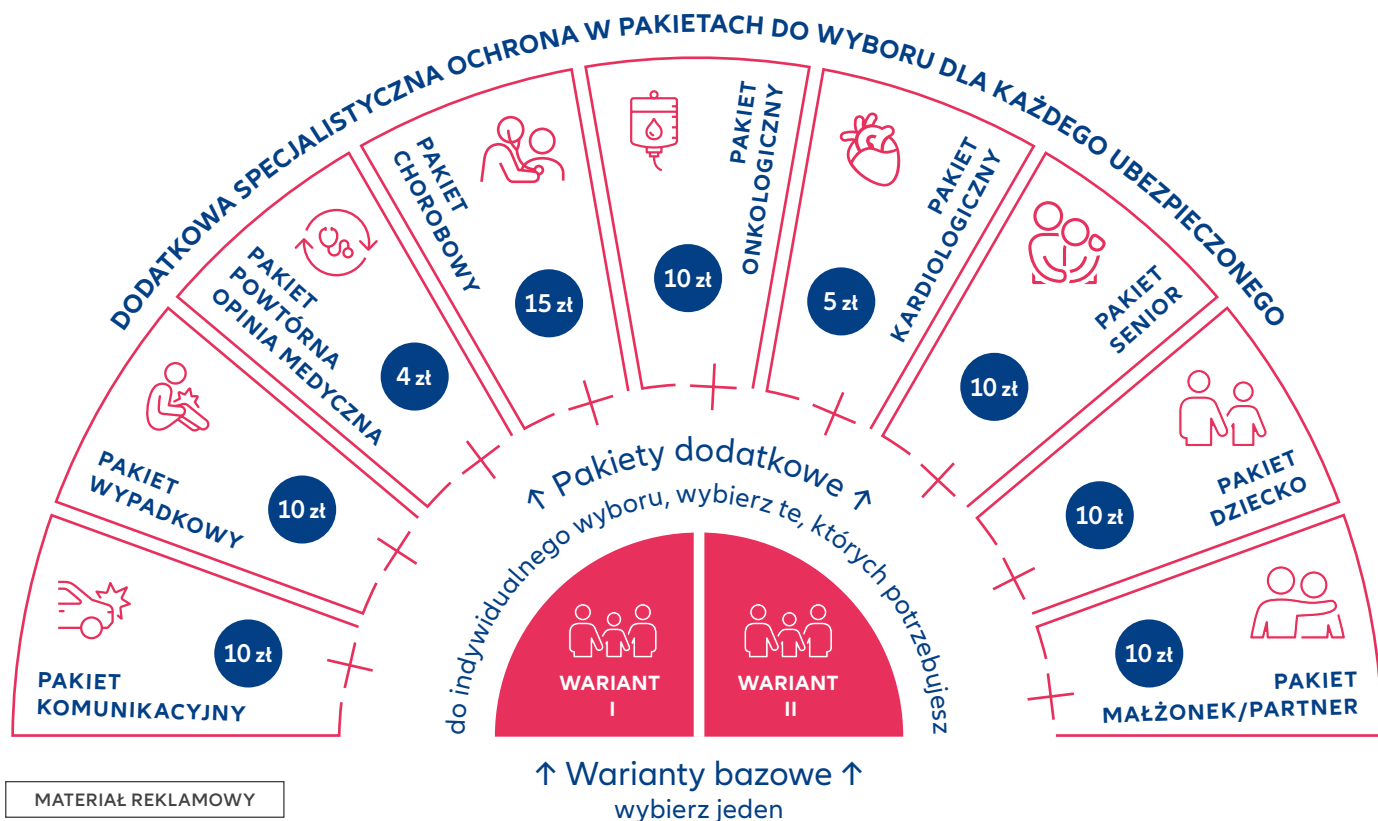 DODATKOWA SPECJALISTYCZNA OCHRONA W PAKIETACH DO WYBORU DLA KAŻDEGO UBEZPIECZONEGO
PAKIET
KOMUNIKACYJNY
10 zł
PAKIET
WYPADKOWY
10 zł
PAKIET
POWTÓRNA
OPINIA MEDYCZNA
4 zł
PAKIET
CHOROBOWY
15 zł
PAKIET
ONKOLOGICZNY
10 zł
PAKIET
KARDIOLOGICZNY
5 zł
PAKIET
SENIOR
10 zł
PAKIET
DZIECKO
10 zł
PAKIET
MAŁŻONEK/PARTNER
10 zł
↑ Pakiety dodatkowe ↑
do indywidualnego wyboru, wybierz te, których potrzebujesz
WARIANT
I
WARIANT
II
↑ Warianty bazowe ↑
wybierz jeden
MATERIAŁ REKLAMOWY